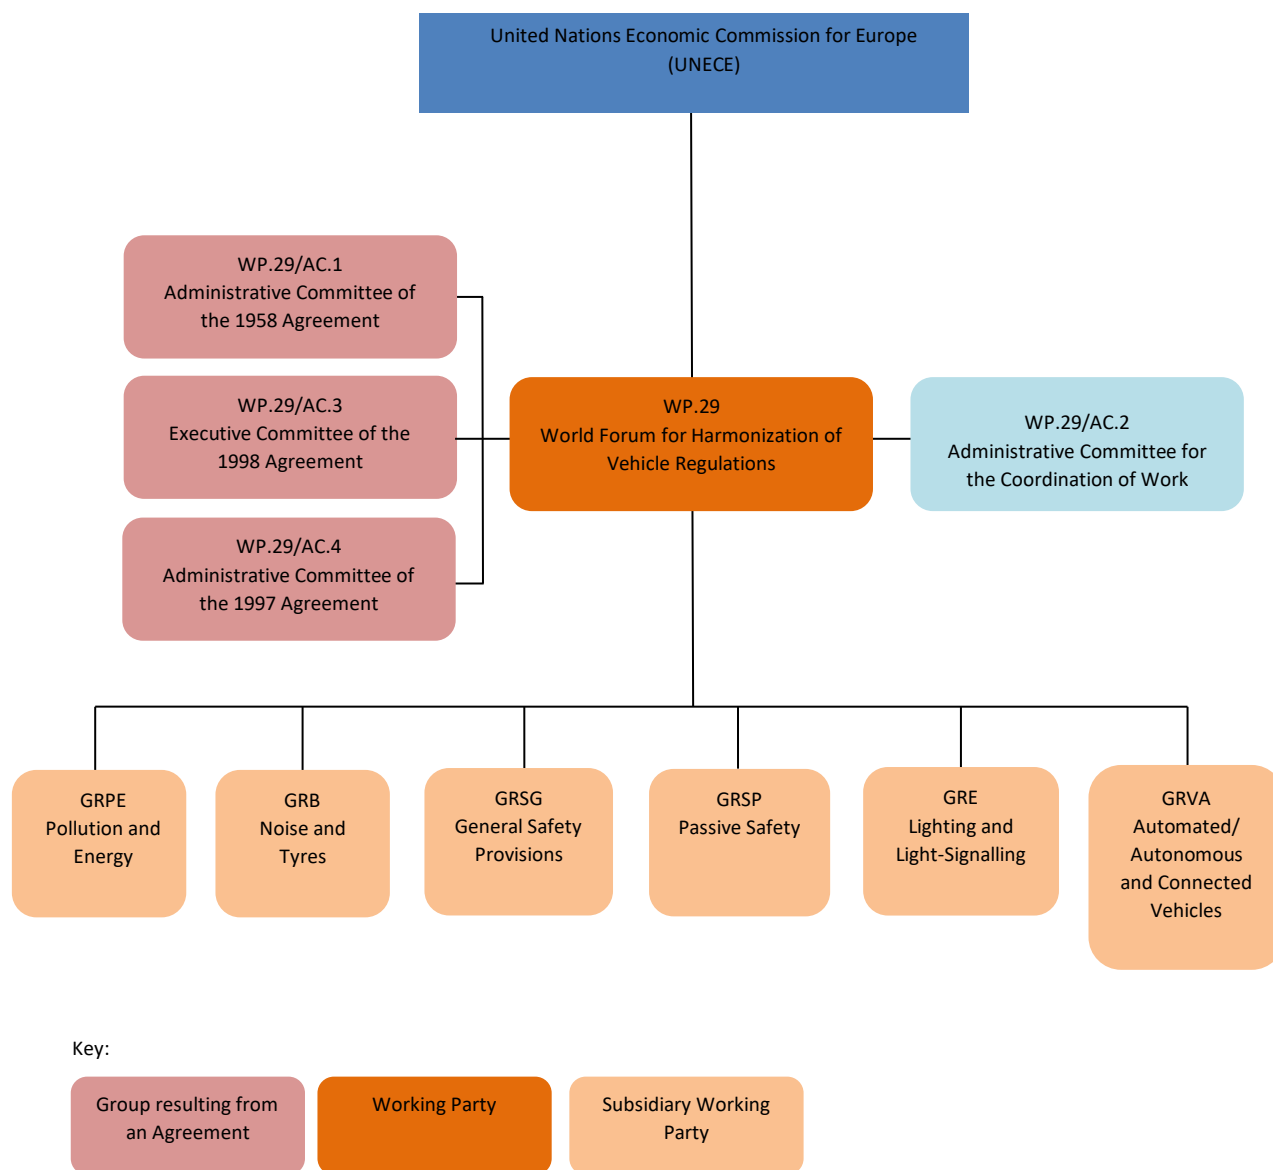 United Nations Economic Commission for Europe
(UNECE)
WP.29/AC.1
Administrative Committee of
the 1958 Agreement
WP.29/AC.3
Executive Committee of the
1998 Agreement
WP.29/AC.4
Administrative Committee of
the 1997 Agreement
WP.29
World Forum for Harmonization of
Vehicle Regulations
WP.29/AC.2
Administrative Committee for
the Coordination of Work
GRPE
Pollution and
Energy
GRB
Noise and
Tyres
GRSG
General Safety
Provisions
GRSP
Passive Safety
GRE
Lighting and
Light-Signalling
GRVA
Automated/
Autonomous
and Connected
Vehicles
Key:
Group resulting from
an Agreement
Working Party
Subsidiary Working
Party